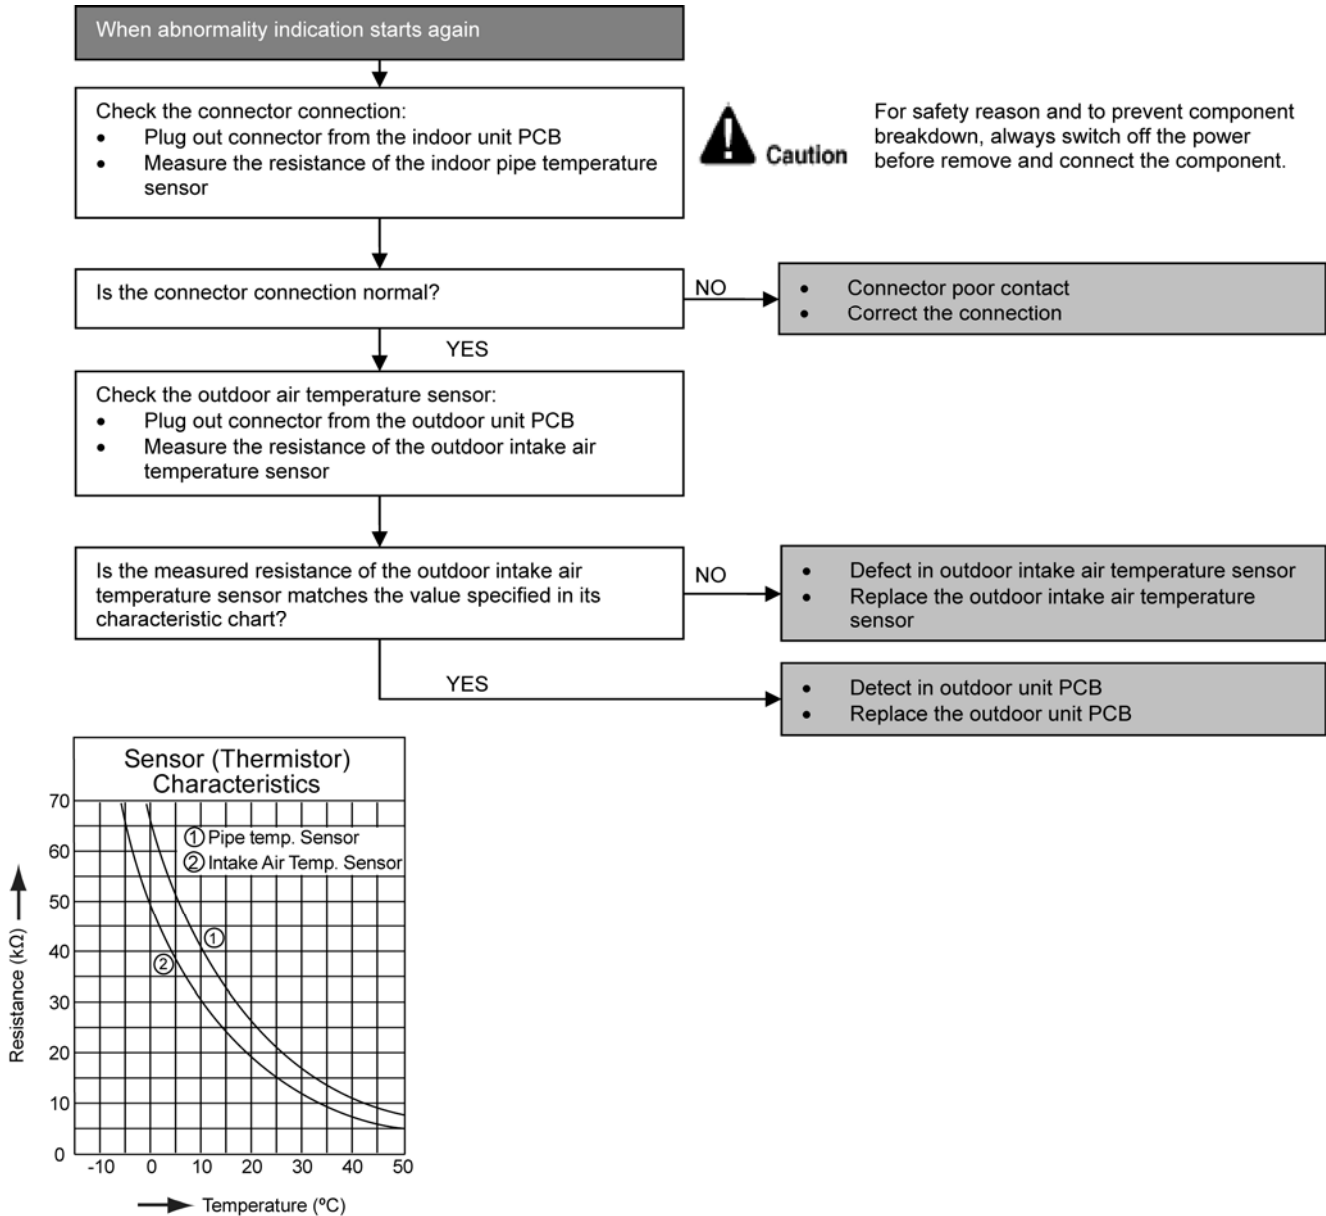 When abnormality indication starts again
Check the connector connection:
• Plug out connector from the indoor unit PCB
• Measure the resistance of the indoor pipe temperature
sensor
Caution
For safety reason and to prevent component
breakdown, always switch off the power
before remove and connect the component.
Is the connector connection normal?
NO
• Connector poor contact
• Correct the connection
YES
Check the outdoor air temperature sensor:
• Plug out connector from the outdoor unit PCB
• Measure the resistance of the outdoor intake air
temperature sensor
Is the measured resistance of the outdoor intake air
temperature sensor matches the value specified in its
characteristic chart?
NO
• Defect in outdoor intake air temperature sensor
• Replace the outdoor intake air temperature
sensor
YES
• Detect in outdoor unit PCB
• Replace the outdoor unit PCB
Sensor (Thermistor)
Characteristics
① Pipe temp. Sensor
② Intake Air Temp. Sensor
70
60
50
40
30
20
10
0
①
②
Resistance (kΩ)
-10 0 10 20 30 40 50
Temperature (ºC)